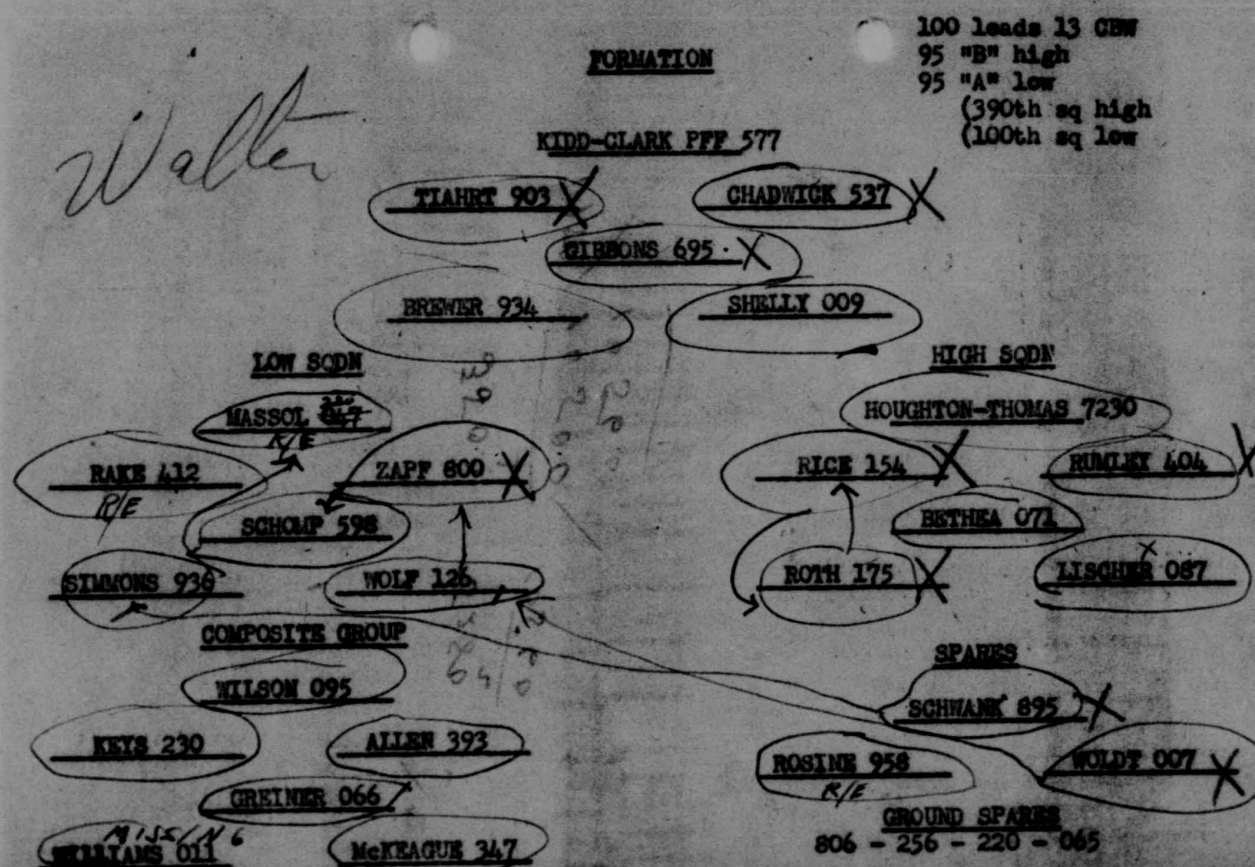 100 leads 13 CBW
95 "B" high
95 "A" low
(390th sq high
(100th sq low
FORMATION
Walter
KIDD-CLARK PFF 577
TIAHRT 903 X
CHADWICK 537 X
GIBBONS 695 X
BREWER 934
SHELLY 009
LOW SQDN
HIGH SQDN
MASSOL
R/E
HOUGHTON-THOMAS 7230
RAKE 412
R/E
ZAPF 800 X
RICE 154 X
RUMLEY 404 X
SCHOMP 598
BETHEA 071
SIMMONS 936
WOLF 126
ROTH 175 X
X
LISCHER 087
COMPOSITE GROUP
SPARES
WILSON 095
SCHWANK 895 X
KEYS 230
ALLEN 393
ROSINE 958
R/E
WOLDT 007 X
GREINER 066
GROUND SPARES
MISSING
WILLIAMS 011
McKEAGUE 347
806 - 256 - 220 - 065